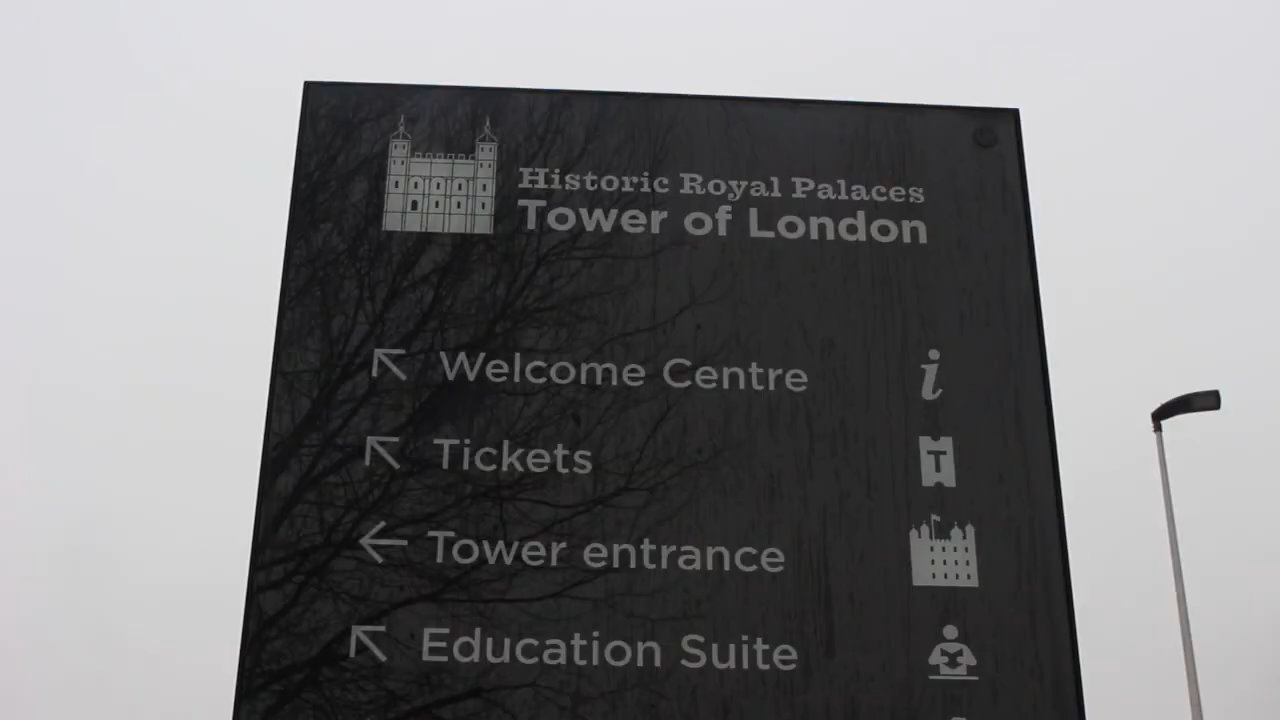 Historic Royal Palaces
Tower of London
Welcome Centre
Tickets
T
Tower entrance
Education Suite